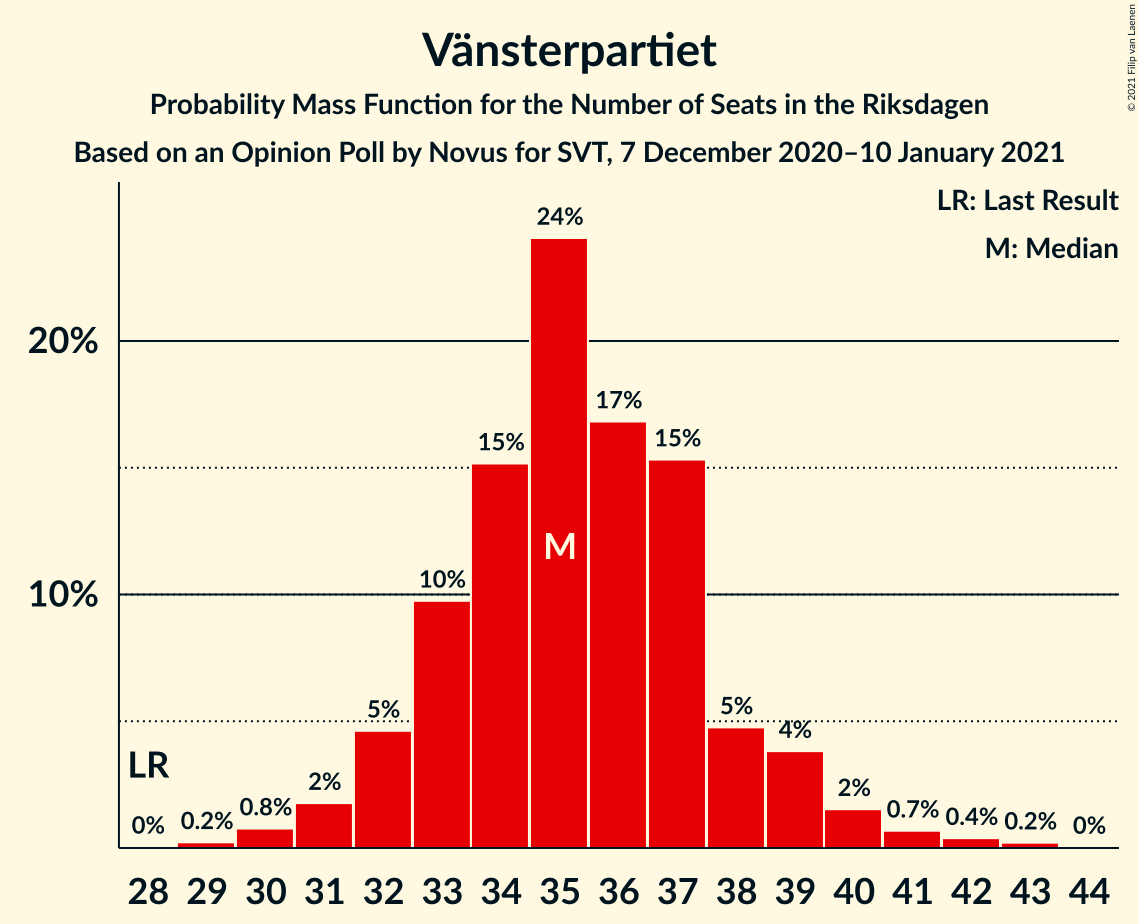 Vänsterpartiet
Probability Mass Function for the Number of Seats in the Riksdagen
Based on an Opinion Poll by Novus for SVT, 7 December 2020–10 January 2021
© 2021 Filip van Laenen
LR: Last Result
M: Median
24%
20%
17%
15%
15%
M
10%
10%
5%
5%
4%
LR
2%
2%
0%
0.2%
0.8%
0.7%
0.4%
0.2%
0%
28 29 30 31 32 33 34 35 36 37 38 39 40 41 42 43 44